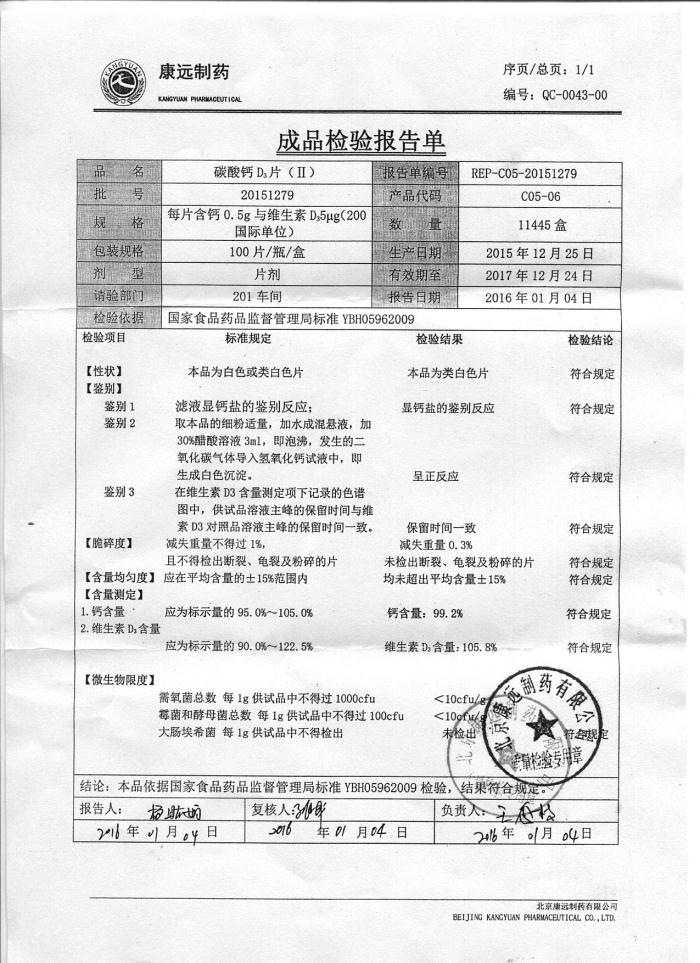 KANGYUAN
康远制药
KANGYUAN PHARMACEUTICAL
序页/总页：1/1
编号：QC-0043-00
成品检验报告单
品 名 碳酸钙D₃片（Ⅱ） 报告单编号 REP-C05-20151279
批 号 20151279 产品代码 C05-06
规 格 每片含钙0.5g与维生素D₃5μg(200 数 量 11445盒
国际单位）
包装规格 100片/瓶/盒 生产日期 2015年12月25日
剂 型 片剂 有效期至 2017年12月24日
请验部门 201车间 报告日期 2016年01月04日
检验依据 国家食品药品监督管理局标准YBH05962009
检验项目 标准规定 检验结果 检验结论
【性状】 本品为白色或类白色片 本品为类白色片 符合规定
【鉴别】
鉴别1 滤液显钙盐的鉴别反应； 显钙盐的鉴别反应 符合规定
鉴别2 取本品的细粉适量，加水成混悬液，加
30%醋酸溶液3ml，即泡沸，发生的二
氧化碳气体导入氢氧化钙试液中，即
生成白色沉淀。 呈正反应 符合规定
鉴别3 在维生素D3含量测定项下记录的色谱
图中，供试品溶液主峰的保留时间与维
素D3对照品溶液主峰的保留时间一致。 保留时间一致 符合规定
【脆碎度】 减失重量不得过1%， 减失重量0.3%
且不得检出断裂、龟裂及粉碎的片 未检出断裂、龟裂及粉碎的片 符合规定
【含量均匀度】 应在平均含量的±15%范围内 均未超出平均含量±15% 符合规定
【含量测定】
1.钙含量 应为标示量的95.0%～105.0% 钙含量：99.2% 符合规定
2.维生素D₃含量
应为标示量的90.0%～122.5% 维生素D₃含量:105.8% 符合规定
【微生物限度】
需氧菌总数 每1g供试品中不得过1000cfu ＜10cfu/g
霉菌和酵母菌总数 每1g供试品中不得过100cfu ＜10cfu/g
大肠埃希菌 每1g供试品中不得检出 未检出 符合规定
北京康远制药有限公司
质量检验专用章
结论：本品依据国家食品药品监督管理局标准YBH05962009检验，结果符合规定。
报告人： 复核人： 负责人：
2016年01月04日 2016年01月04日 2016年01月04日
北京康远制药有限公司
BEIJING KANGYUAN PHARMACEUTICAL CO.,LTD.